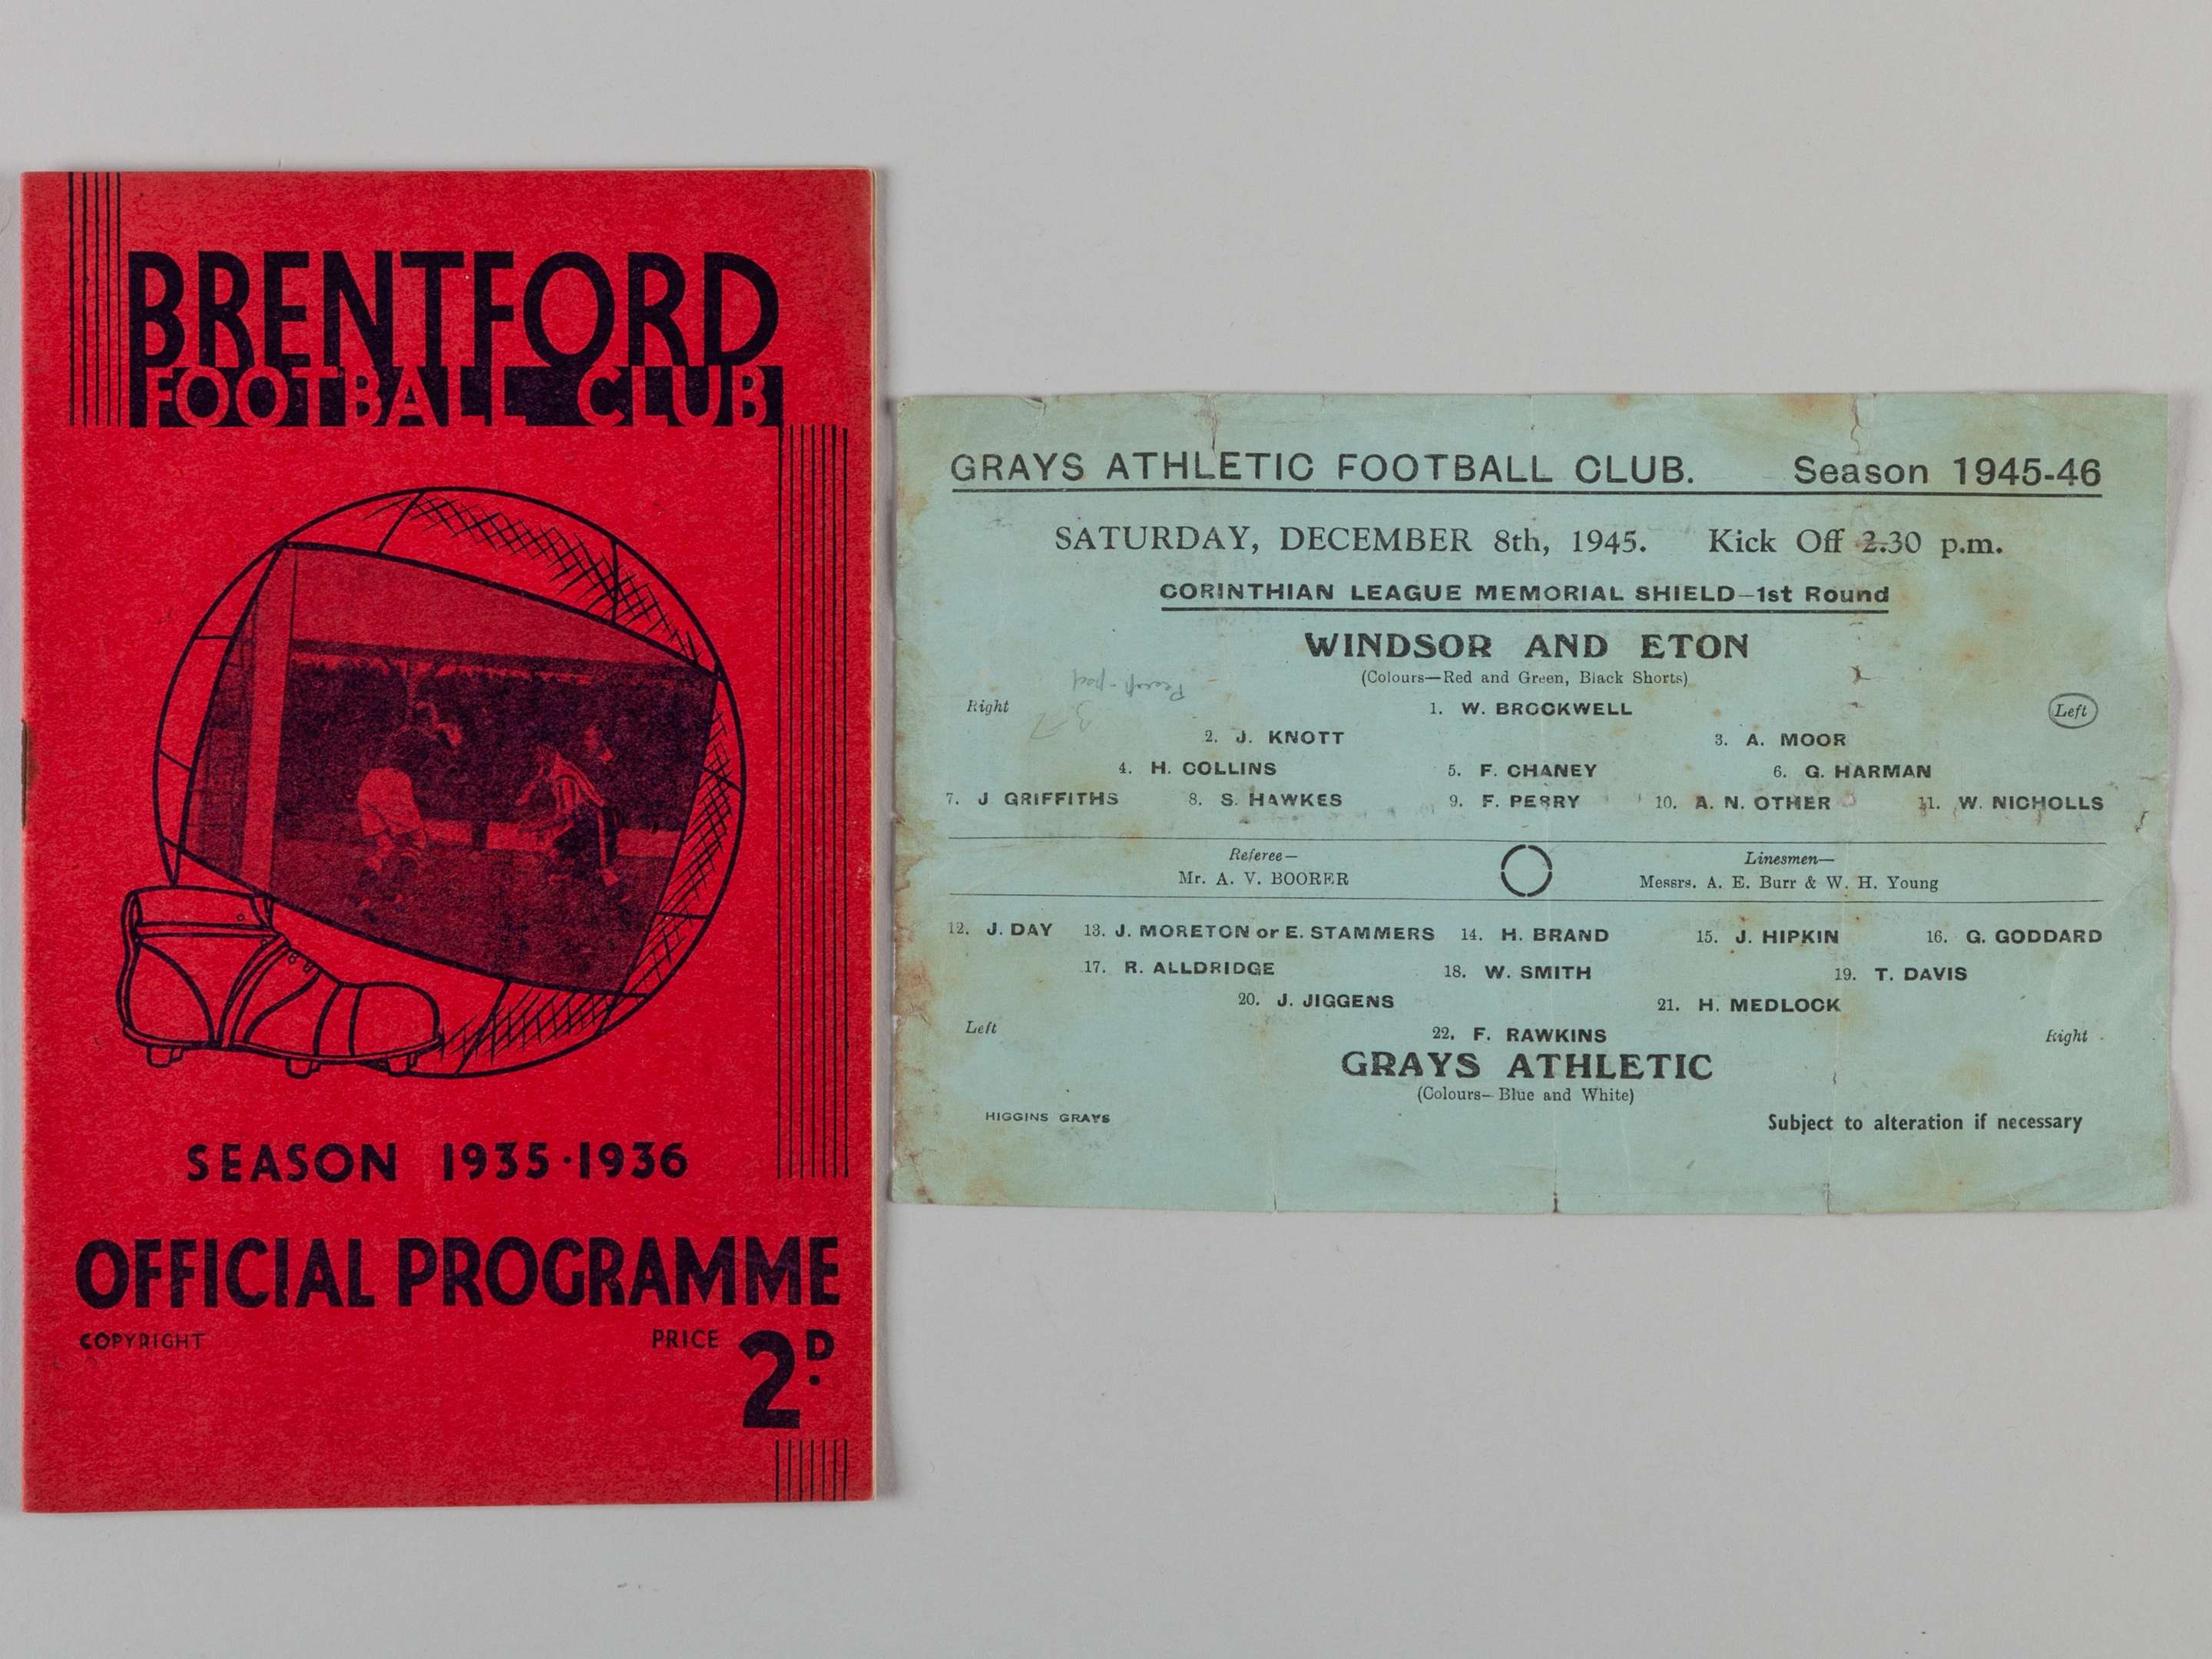 BRENTFORD
FOOTBALL CLUB
SEASON 1935·1936
OFFICIAL PROGRAMME
COPYRIGHT PRICE 2D.
GRAYS ATHLETIC FOOTBALL CLUB. Season 1945-46
SATURDAY, DECEMBER 8th, 1945. Kick Off 2.30 p.m.
CORINTHIAN LEAGUE MEMORIAL SHIELD—1st Round
WINDSOR AND ETON
(Colours—Red and Green, Black Shorts)
Right 1. W. BROCKWELL Left
2. J. KNOTT 3. A. MOOR
4. H. COLLINS 5. F. CHANEY 6. G. HARMAN
7. J GRIFFITHS 8. S. HAWKES 9. F. PERRY 10. A. N. OTHER 11. W. NICHOLLS
Referee— Linesmen—
Mr. A. V. BOORER Messrs. A. E. Burr & W. H. Young
12. J. DAY 13. J. MORETON or E. STAMMERS 14. H. BRAND 15. J. HIPKIN 16. G. GODDARD
17. R. ALLDRIDGE 18. W. SMITH 19. T. DAVIS
20. J. JIGGENS 21. H. MEDLOCK
Left 22. F. RAWKINS Right
GRAYS ATHLETIC
(Colours—Blue and White)
HIGGINS GRAYS Subject to alteration if necessary